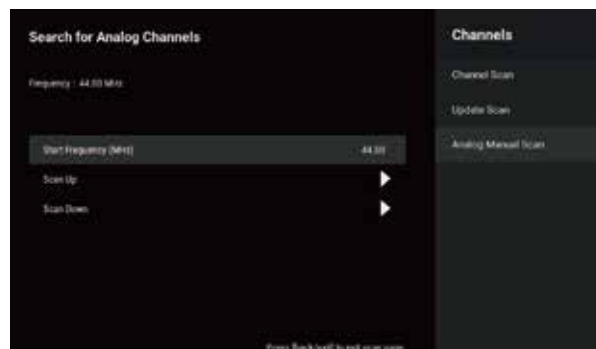 Search for Analog Channels
Frequency : 44.00 MHz
Start Frequency (MHz) 44.00
Scan Up
Scan Down
Channels
Channel Scan
Update Scan
Analog Manual Scan